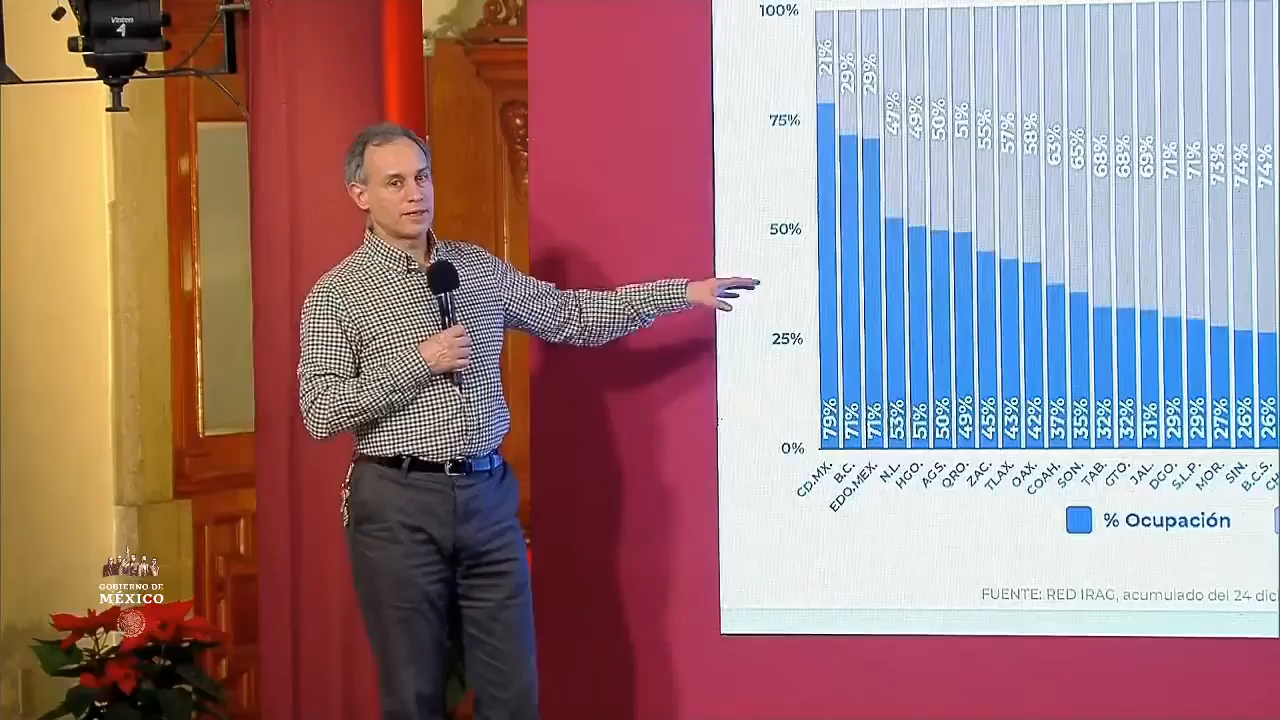 Vinten
4
100%
21% 29% 29% 47% 49% 50% 51% 55% 57% 58% 63% 65% 68% 68% 69% 71% 71% 73% 74% 74%
75%
50%
25%
79% 71% 71% 53% 51% 50% 49% 45% 43% 42% 37% 35% 32% 32% 31% 29% 29% 27% 26% 26%
0%
CD.MX. B.C. EDO.MEX. N.L. HGO. AGS. QRO. ZAC. TLAX. OAX. COAH. SON. TAB. GTO. JAL. DGO. S.L.P. MOR. SIN. B.C.S.
% Ocupación
FUENTE: RED IRAG, acumulado del 24 dic
GOBIERNO DE
MÉXICO